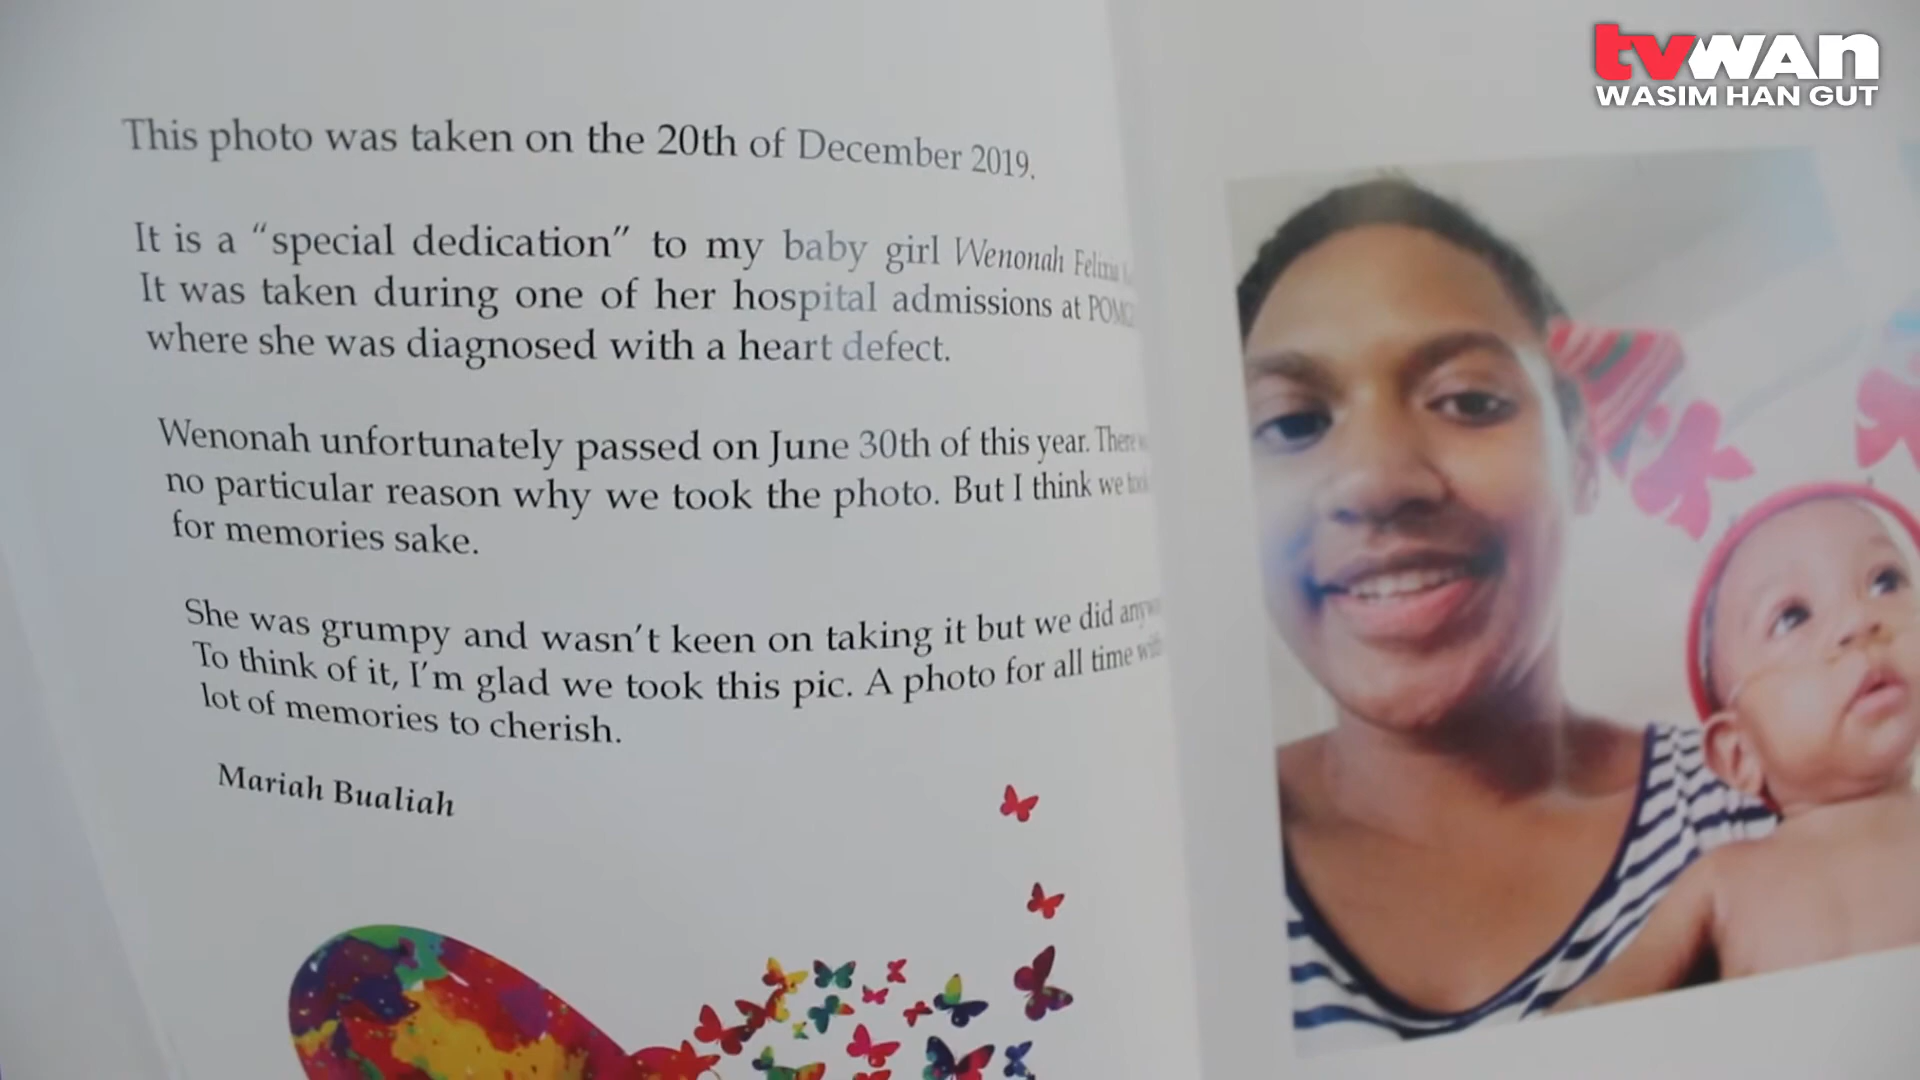 tvwan
WASIM HAN GUT
This photo was taken on the 20th of December 2019.
It is a “special dedication” to my baby girl Wenonah
It was taken during one of her hospital admissions at
where she was diagnosed with a heart defect.
Wenonah unfortunately passed on June 30th of this year. There
no particular reason why we took the photo. But I think we
for memories sake.
She was grumpy and wasn't keen on taking it but we did
To think of it, I'm glad we took this pic. A photo for all time
lot of memories to cherish.
Mariah Bualiah